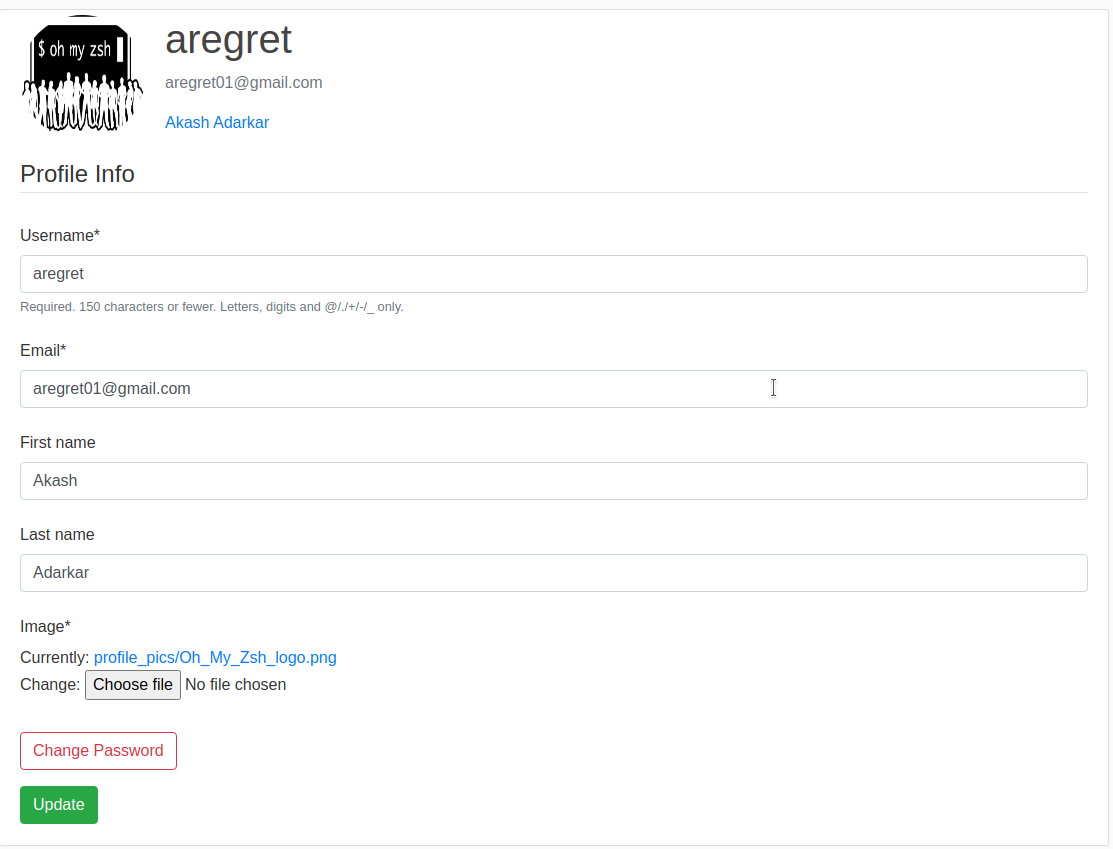 $ oh my zsh
aregret
aregret01@gmail.com
Akash Adarkar
Profile Info
Username*
aregret
Required. 150 characters or fewer. Letters, digits and @/./+/-/_ only.
Email*
aregret01@gmail.com
First name
Akash
Last name
Adarkar
Image*
Currently: profile_pics/Oh_My_Zsh_logo.png
Change: Choose file No file chosen
Change Password
Update